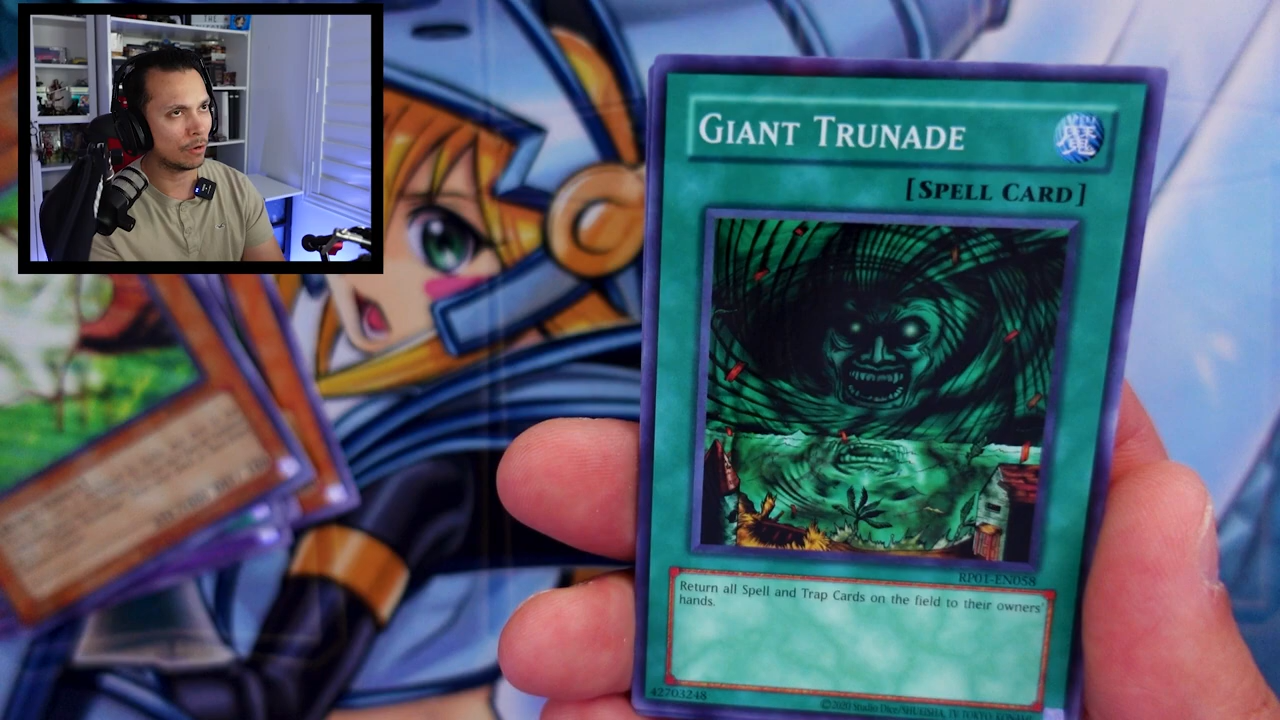 THE
GIANT TRUNADE
魔
[SPELL CARD]
RP01-EN058
Return all Spell and Trap Cards on the field to their owners'
hands.
42703248
©2020 Studio Dice/SHUEISHA, TV TOKYO, KONAMI